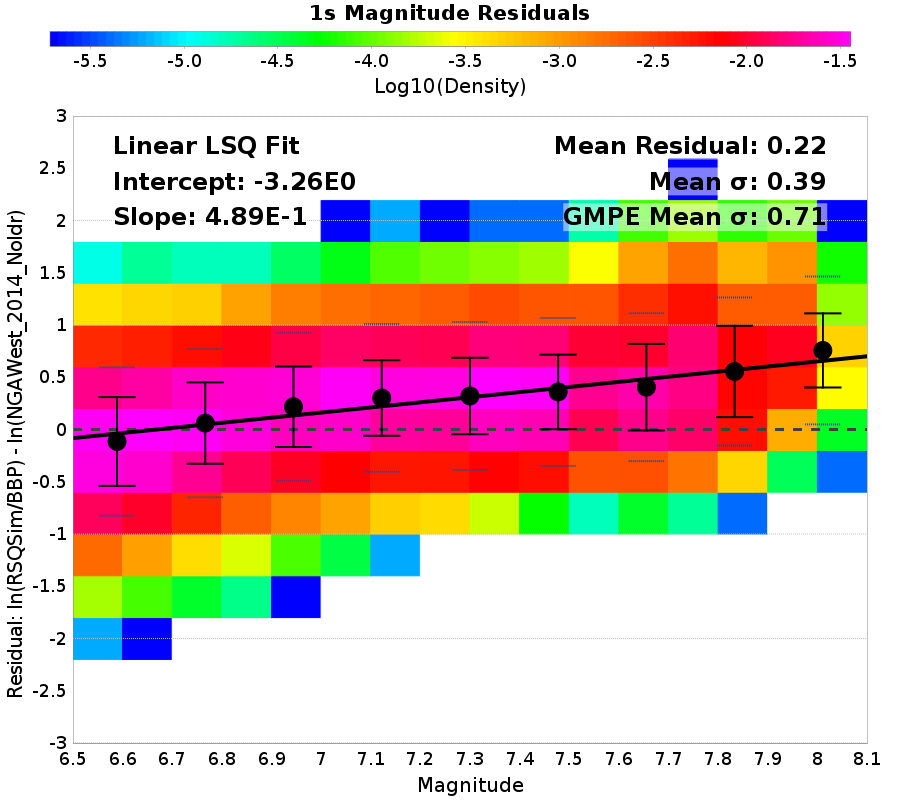 1s Magnitude Residuals
-5.5 -5.0 -4.5 -4.0 -3.5 -3.0 -2.5 -2.0 -1.5
Log10(Density)
Linear LSQ Fit
Intercept: -3.26E0
Slope: 4.89E-1
Mean Residual: 0.22
Mean σ: 0.39
GMPE Mean σ: 0.71
Residual: ln(RSQSim/BBP) - ln(NGAWest_2014_NoIdr)
3
2.5
2
1.5
1
0.5
0
-0.5
-1
-1.5
-2
-2.5
-3
6.5 6.6 6.7 6.8 6.9 7 7.1 7.2 7.3 7.4 7.5 7.6 7.7 7.8 7.9 8 8.1
Magnitude